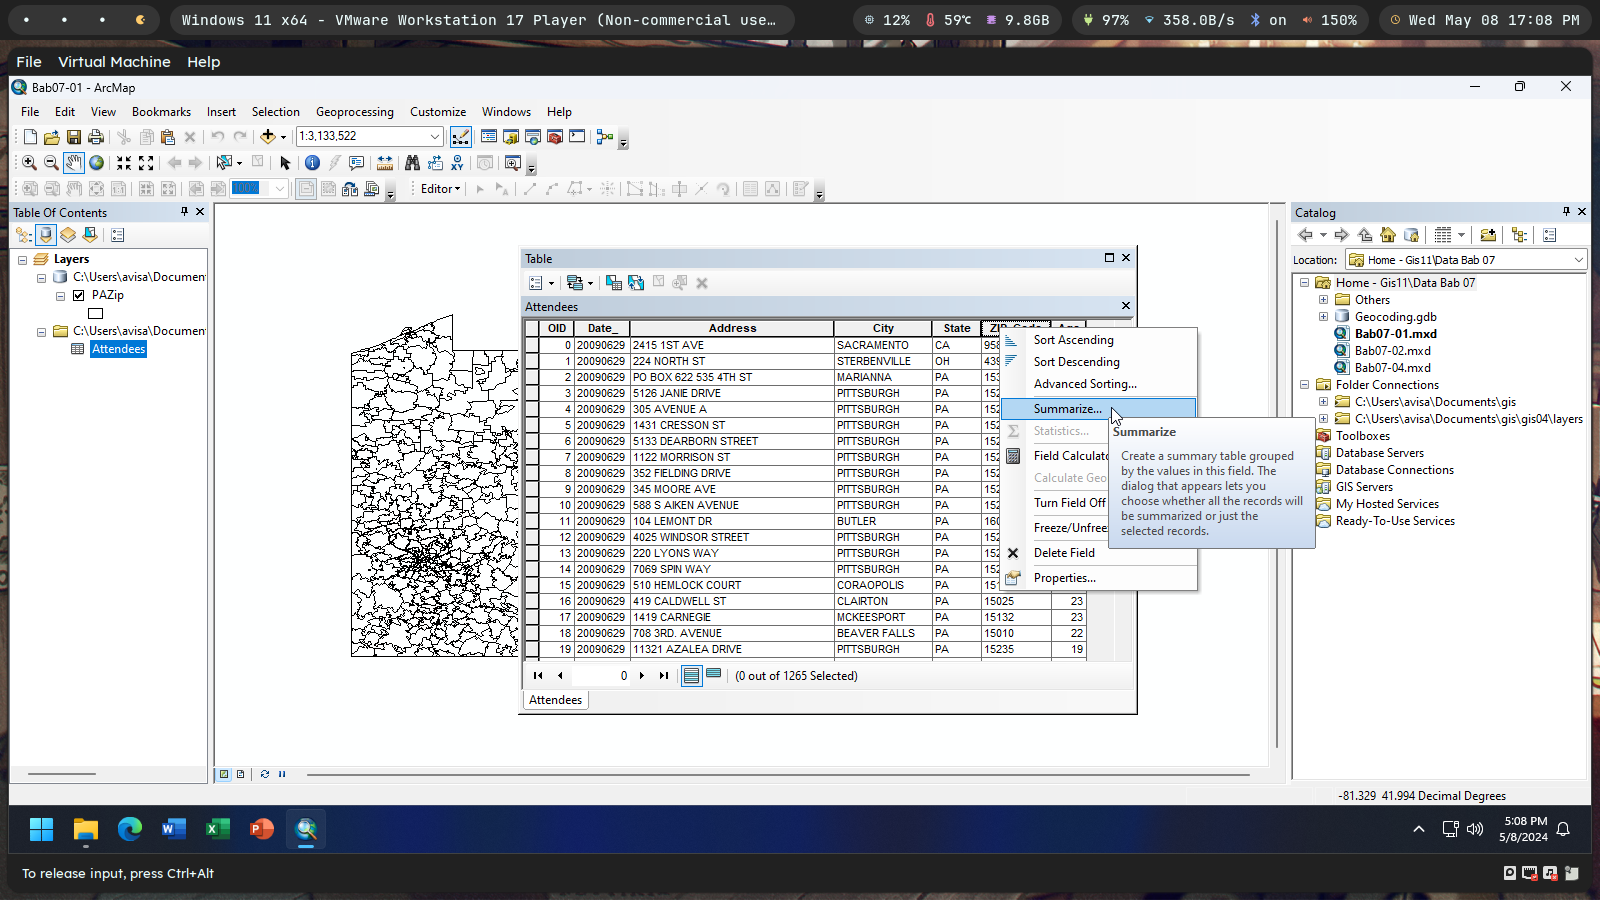 Windows 11 x64 - VMware Workstation 17 Player (Non-commercial use…
12%
59℃
9.8GB
97%
358.0B/s
on
150%
Wed May 08 17:08 PM
File Virtual Machine Help
Bab07-01 - ArcMap
File Edit View Bookmarks Insert Selection Geoprocessing Customize Windows Help
1:3,133,522
100%
Editor
Table Of Contents
Layers
C:\Users\avisa\Documen
PAZip
C:\Users\avisa\Documen
Attendees
Table
Attendees
OID Date_ Address City State ZIP_Code Age
0 20090629 2415 1ST AVE SACRAMENTO CA 958
1 20090629 224 NORTH ST STERBENVILLE OH 439
2 20090629 PO BOX 622 535 4TH ST MARIANNA PA 153
3 20090629 5126 JANIE DRIVE PITTSBURGH PA 152
4 20090629 305 AVENUE A PITTSBURGH PA 152
5 20090629 1431 CRESSON ST PITTSBURGH PA 152
6 20090629 5133 DEARBORN STREET PITTSBURGH PA 152
7 20090629 1122 MORRISON ST PITTSBURGH PA 152
8 20090629 352 FIELDING DRIVE PITTSBURGH PA 152
9 20090629 345 MOORE AVE PITTSBURGH PA 152
10 20090629 588 S AIKEN AVENUE PITTSBURGH PA 152
11 20090629 104 LEMONT DR BUTLER PA 160
12 20090629 4025 WINDSOR STREET PITTSBURGH PA 152
13 20090629 220 LYONS WAY PITTSBURGH PA 152
14 20090629 7069 SPIN WAY PITTSBURGH PA 152
15 20090629 510 HEMLOCK COURT CORAOPOLIS PA 151
16 20090629 419 CALDWELL ST CLAIRTON PA 15025 23
17 20090629 1419 CARNEGIE MCKEESPORT PA 15132 23
18 20090629 708 3RD. AVENUE BEAVER FALLS PA 15010 22
19 20090629 11321 AZALEA DRIVE PITTSBURGH PA 15235 19
0
(0 out of 1265 Selected)
Attendees
Sort Ascending
Sort Descending
Advanced Sorting...
Summarize...
Statistics...
Field Calculato
Calculate Geo
Turn Field Off
Freeze/Unfree
Delete Field
Properties...
Summarize
Create a summary table grouped
by the values in this field. The
dialog that appears lets you
choose whether all the records will
be summarized or just the
selected records.
Catalog
Location: Home - Gis11\Data Bab 07
Home - Gis11\Data Bab 07
Others
Geocoding.gdb
Bab07-01.mxd
Bab07-02.mxd
Bab07-04.mxd
Folder Connections
C:\Users\avisa\Documents\gis
C:\Users\avisa\Documents\gis\gis04\layers
Toolboxes
Database Servers
Database Connections
GIS Servers
My Hosted Services
Ready-To-Use Services
-81.329 41.994 Decimal Degrees
5:08 PM
5/8/2024
To release input, press Ctrl+Alt